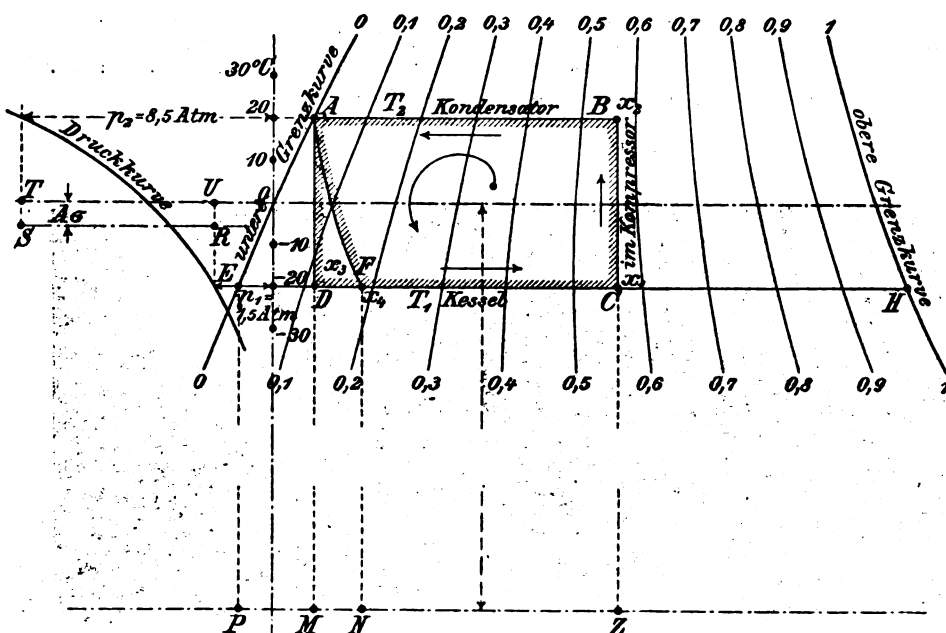 0 0,1 0,2 0,3 0,4 0,5 0,6 0,7 0,8 0,9 1
30°C
20
10
0
-10
-20
-30
p₂=8,5 Atm
Druckkurve
untere Grenzkurve
obere Grenzkurve
A T₂ Kondensator B x₂
im Kompressor
T U
Aσ
S R
E x₃ F
p₁= D x₄ T₁ Kessel C H
1,5 Atm
0 0,1 0,2 0,3 0,4 0,5 0,6 0,7 0,8 0,9 1
P M N Z